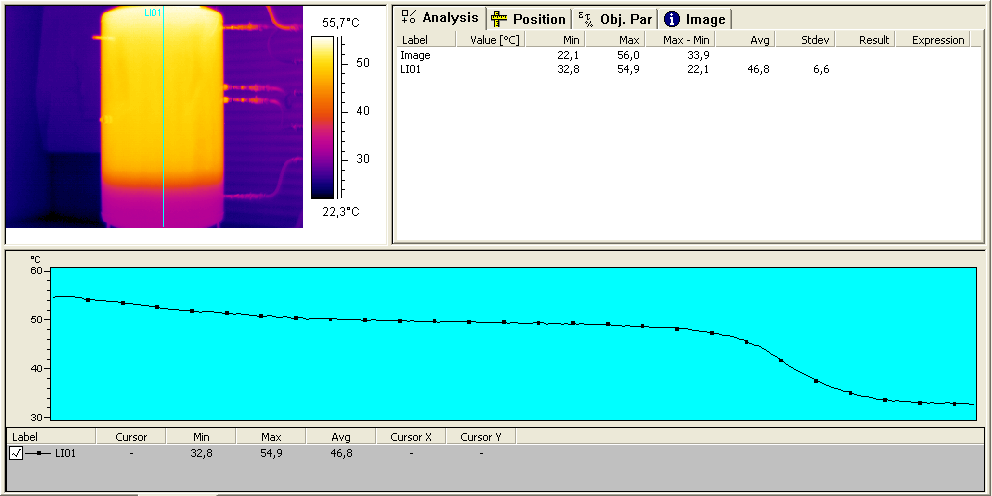 LI01
55,7°C
50
40
30
22,3°C
Analysis Position Obj. Par Image
Label Value [°C] Min Max Max - Min Avg Stdev Result Expression
Image 22,1 56,0 33,9
LI01 32,8 54,9 22,1 46,8 6,6
°C
60
50
40
30
Label Cursor Min Max Avg Cursor X Cursor Y
LI01 - 32,8 54,9 46,8 - -